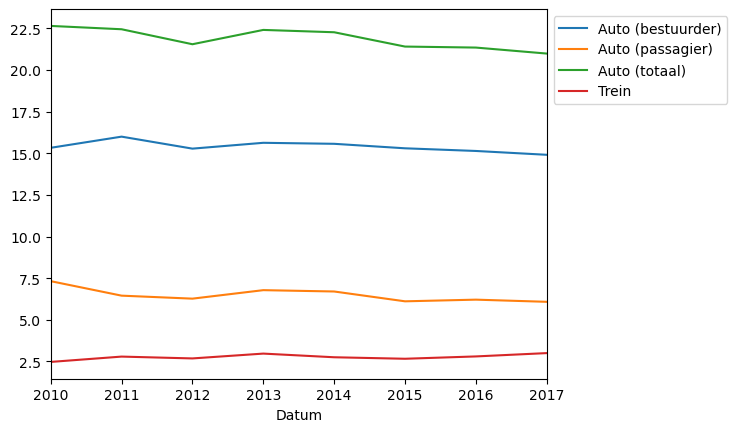 22.5
20.0
17.5
15.0
12.5
10.0
7.5
5.0
2.5
2010 2011 2012 2013 2014 2015 2016 2017
Datum
Auto (bestuurder)
Auto (passagier)
Auto (totaal)
Trein